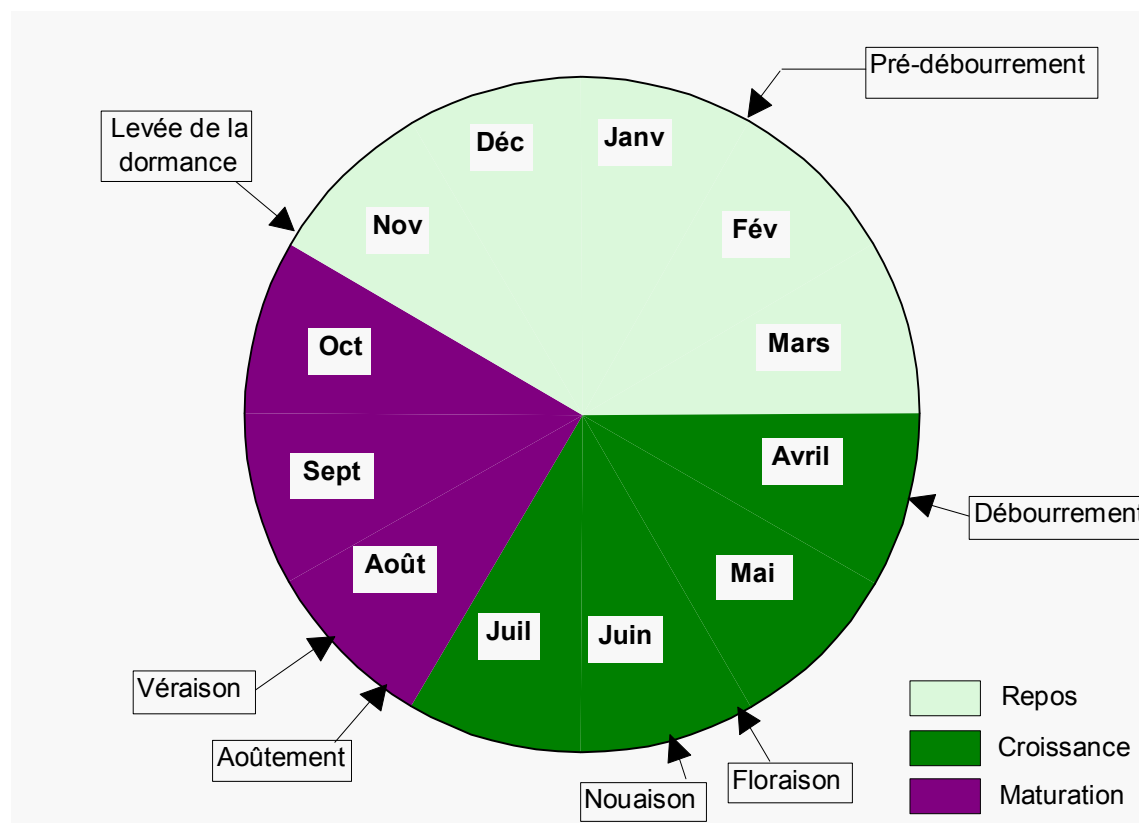 Pré-débourrement
Levée de la
dormance
Déc
Janv
Nov
Fév
Oct
Mars
Sept
Avril
Août
Mai
Juil
Juin
Débourrement
Véraison
Aoûtement
Nouaison
Floraison
Repos
Croissance
Maturation